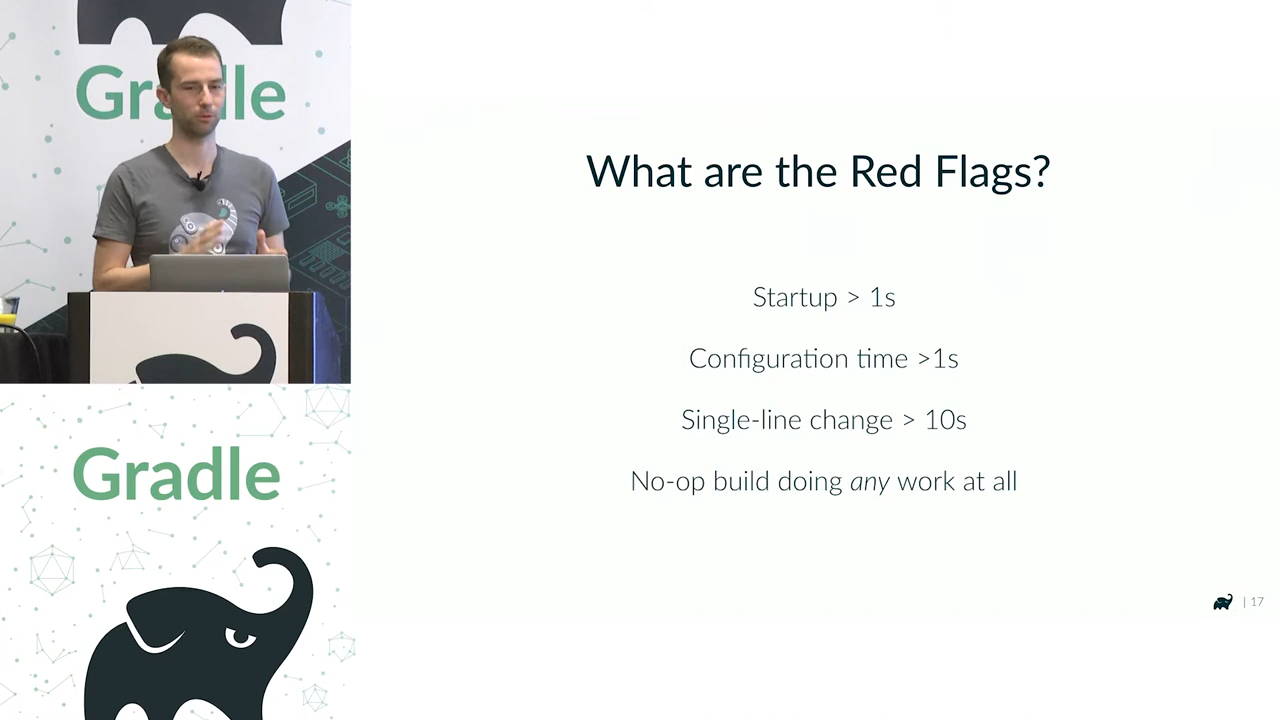 Gradle
Gradle
What are the Red Flags?
Startup > 1s
Configuration time >1s
Single-line change > 10s
No-op build doing any work at all
| 17